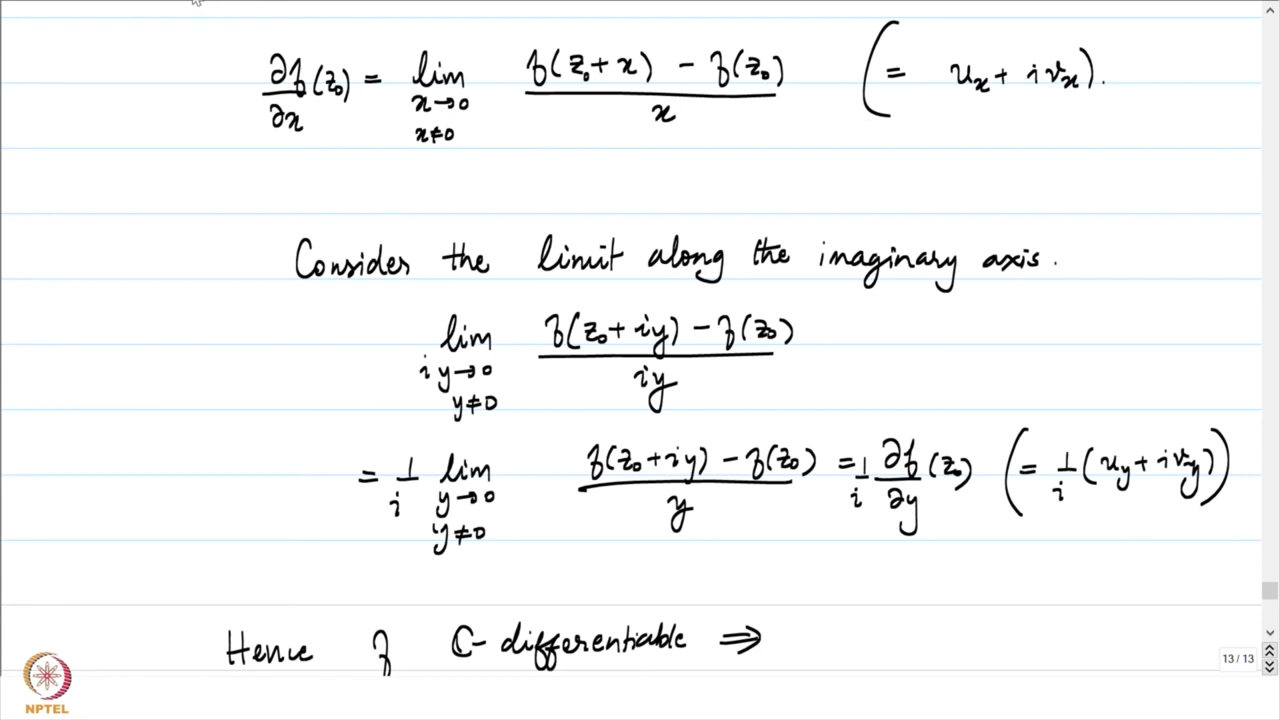 ∂f/∂x (z₀) = lim_{x→0, x≠0} (f(z₀ + x) − f(z₀))/x ( = u_x + i v_x).
Consider the limit along the imaginary axis.
lim_{iy→0, y≠0} (f(z₀ + iy) − f(z₀))/(iy)
= 1/i lim_{y→0, y≠0} (f(z₀ + iy) − f(z₀))/y = 1/i ∂f/∂y (z₀) ( = 1/i (u_y + i v_y))
Hence f ℂ-differentiable ⇒
13 / 13
NPTEL